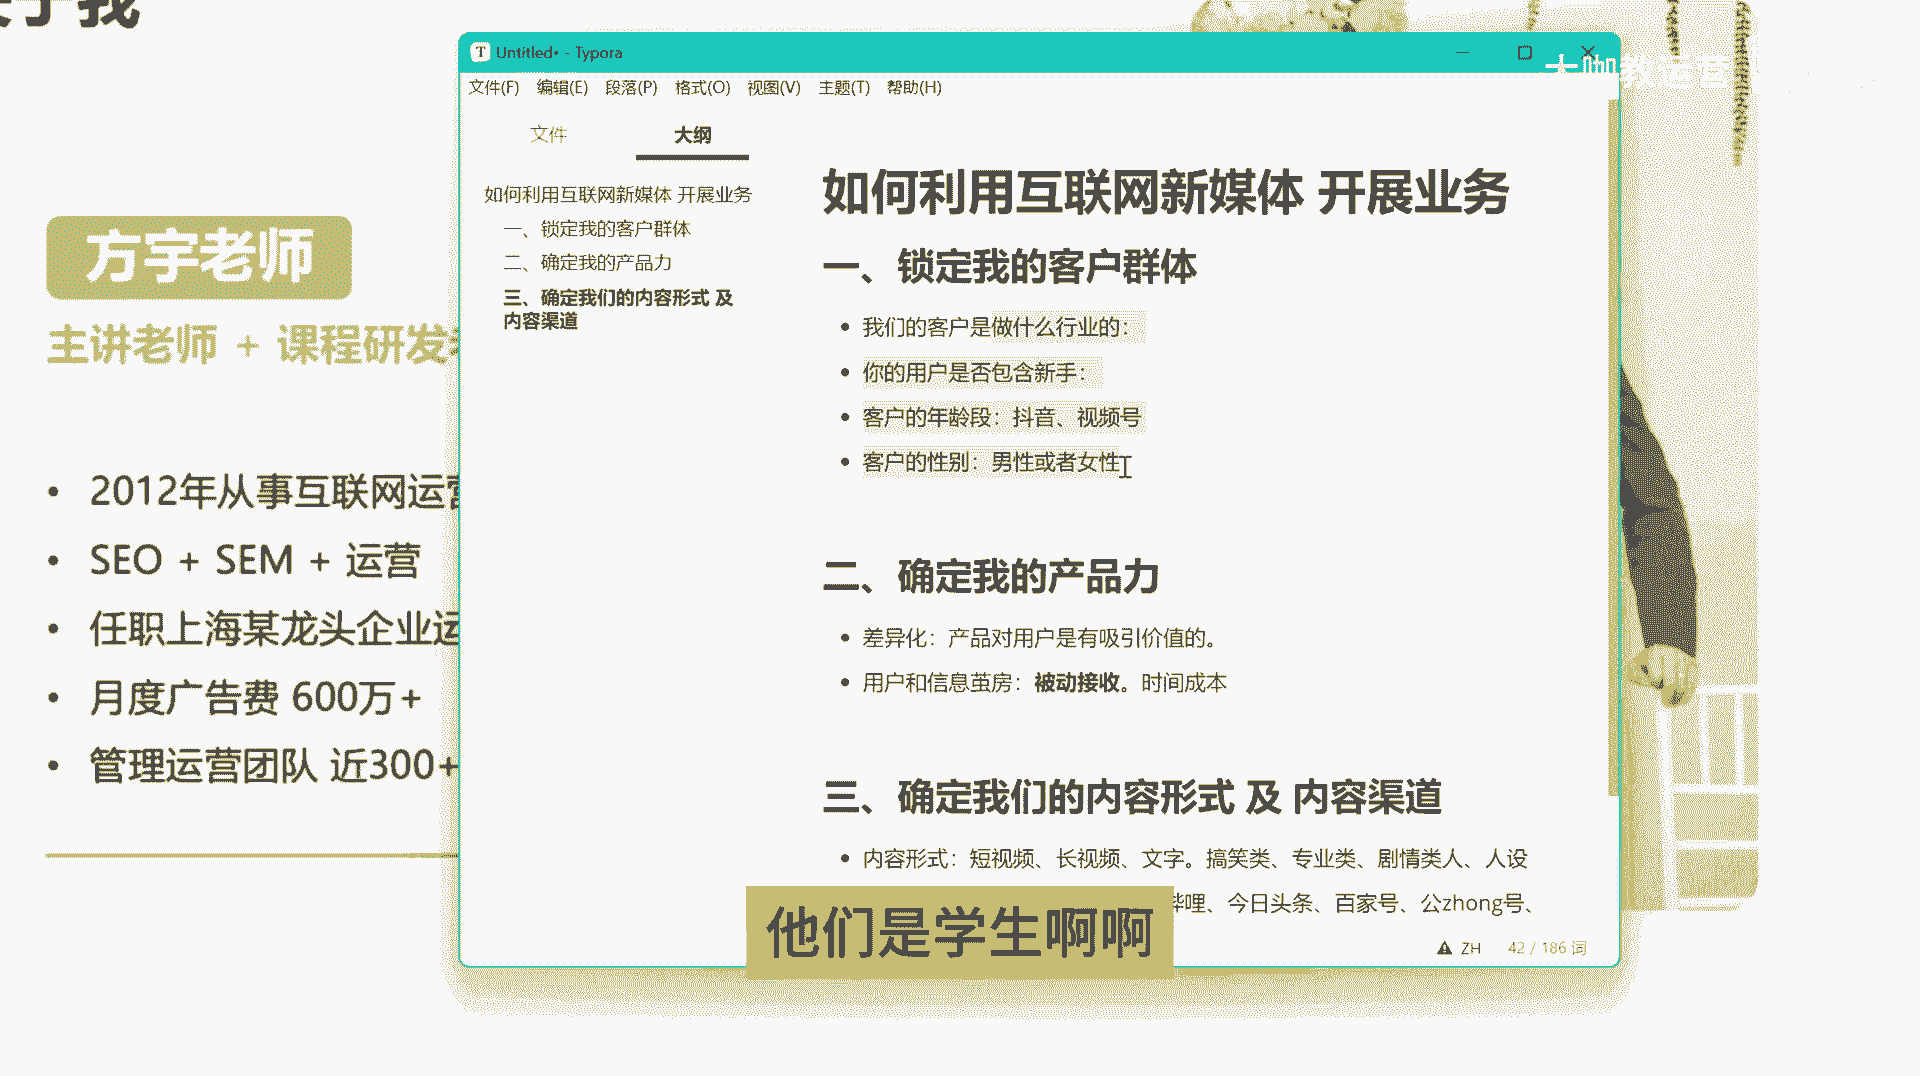 于我
方宇老师
主讲老师 + 课程研发
2012年从事互联网运营
SEO + SEM + 运营
任职上海某龙头企业运
月度广告费 600万+
管理运营团队 近300+
Untitled• - Typora
文件(F) 编辑(E) 段落(P) 格式(O) 视图(V) 主题(T) 帮助(H)
文件 大纲
如何利用互联网新媒体 开展业务
一、锁定我的客户群体
二、确定我的产品力
三、确定我们的内容形式 及
内容渠道
如何利用互联网新媒体 开展业务
一、锁定我的客户群体
我们的客户是做什么行业的：
你的用户是否包含新手：
客户的年龄段：抖音、视频号
客户的性别：男性或者女性
二、确定我的产品力
差异化：产品对用户是有吸引价值的。
用户和信息茧房：被动接收。时间成本
三、确定我们的内容形式 及 内容渠道
内容形式：短视频、长视频、文字。搞笑类、专业类、剧情类人、人设
哔哩、今日头条、百家号、公zhong号、
ZH 42 / 186 词
他们是学生啊啊